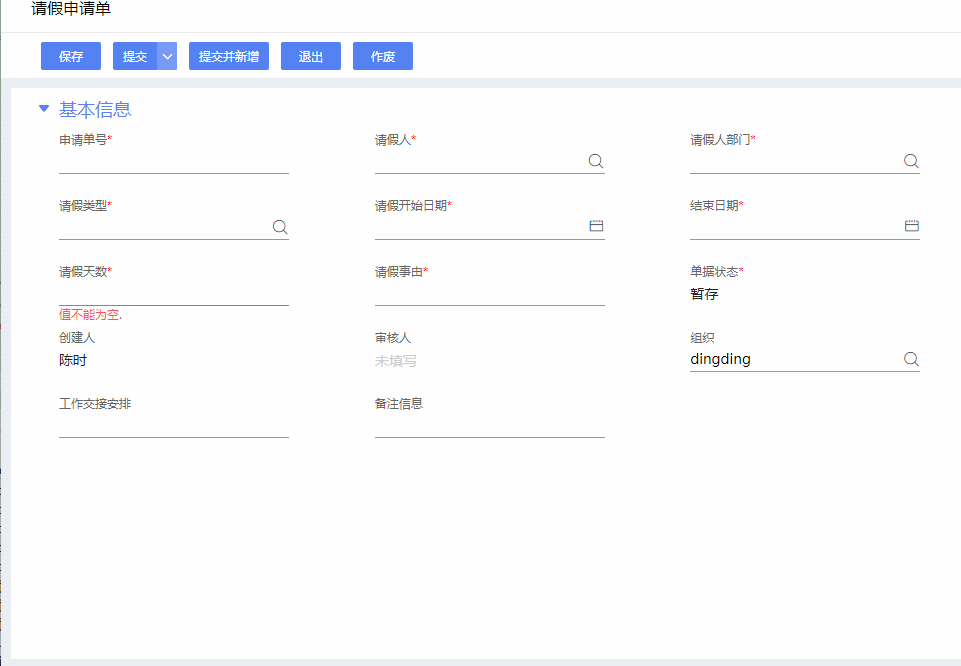 请假申请单
保存 提交 提交并新增 退出 作废
基本信息
申请单号* 请假人* 请假人部门*
请假类型* 请假开始日期* 结束日期*
请假天数* 请假事由* 单据状态*
暂存
值不能为空.
创建人 审核人 组织
陈时 未填写 dingding
工作交接安排 备注信息